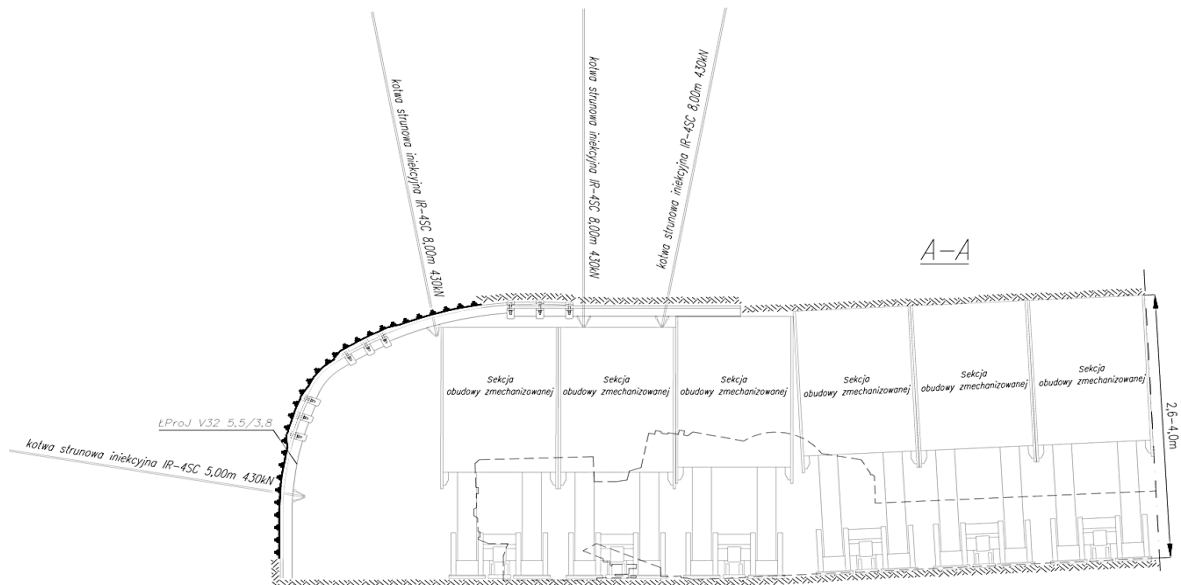 kotwa strunowa iniekcyjna IR-4SC 8,00m 430kN
kotwa strunowa iniekcyjna IR-4SC 8,00m 430kN
kotwa strunowa iniekcyjna IR-4SC 8,00m 430kN
A-A
Sekcja
obudowy zmechanizowanej
Sekcja
obudowy zmechanizowanej
Sekcja
obudowy zmechanizowanej
Sekcja
obudowy zmechanizowanej
Sekcja
obudowy zmechanizowanej
Sekcja
obudowy zmechanizowanej
2,6-4,0m
ŁProJ V32 5,5/3,8
kotwa strunowa iniekcyjna IR-4SC 5,00m 430kN